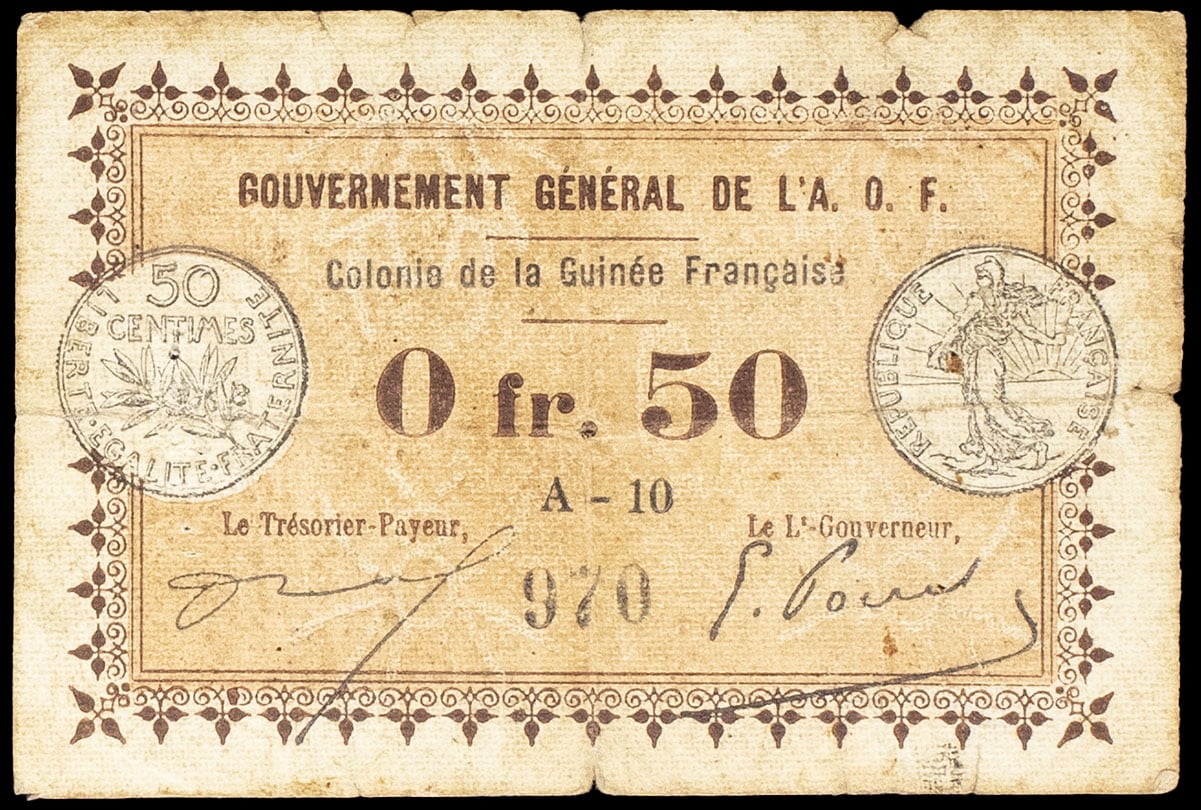 GOUVERNEMENT GÉNÉRAL DE L'A. O. F.
Colonie de la Guinée Française
50
CENTIMES
LIBERTE·EGALITE·FRATERNITE
REPUBLIQUE FRANÇAISE
0 fr. 50
A - 10
Le Trésorier-Payeur,
Le Lt-Gouverneur,
970